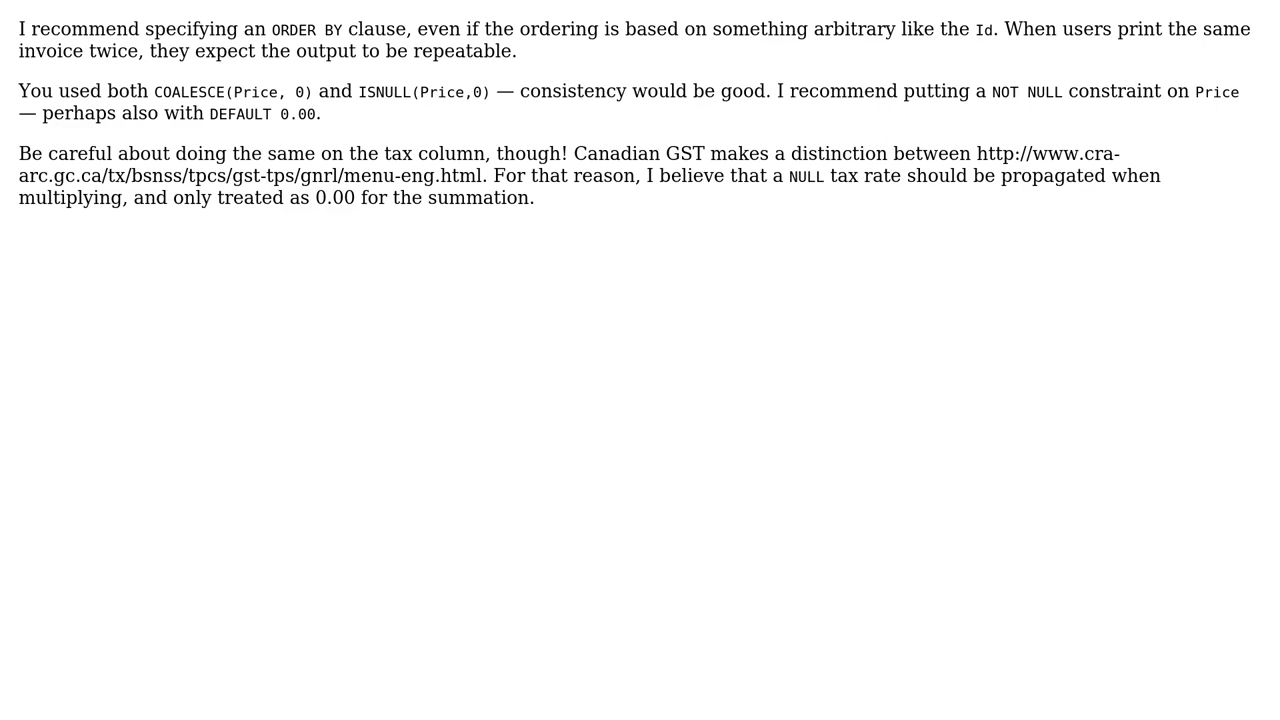 I recommend specifying an ORDER BY clause, even if the ordering is based on something arbitrary like the Id. When users print the same
invoice twice, they expect the output to be repeatable.
You used both COALESCE(Price, 0) and ISNULL(Price,0) — consistency would be good. I recommend putting a NOT NULL constraint on Price
— perhaps also with DEFAULT 0.00.
Be careful about doing the same on the tax column, though! Canadian GST makes a distinction between http://www.cra-
arc.gc.ca/tx/bsnss/tpcs/gst-tps/gnrl/menu-eng.html. For that reason, I believe that a NULL tax rate should be propagated when
multiplying, and only treated as 0.00 for the summation.